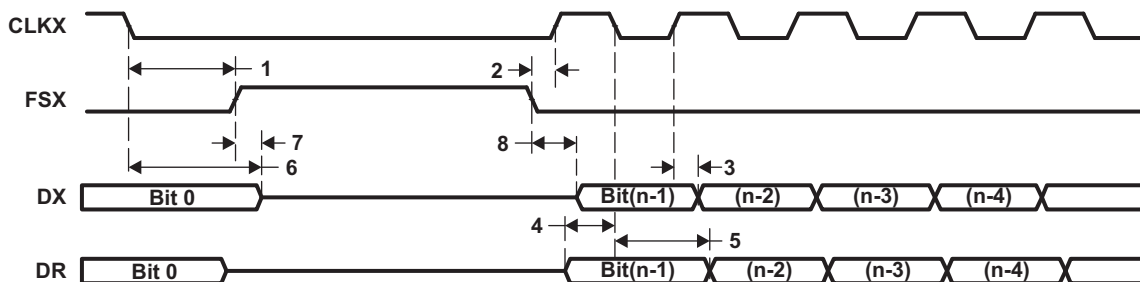 CLKX
1
2
FSX
7
8
6
3
DX
Bit 0
Bit(n-1)
(n-2)
(n-3)
(n-4)
4
5
DR
Bit 0
Bit(n-1)
(n-2)
(n-3)
(n-4)